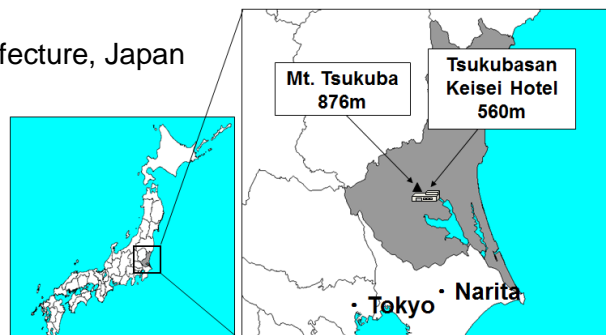 fecture, Japan
Mt. Tsukuba
876m
Tsukubasan
Keisei Hotel
560m
· Tokyo
· Narita